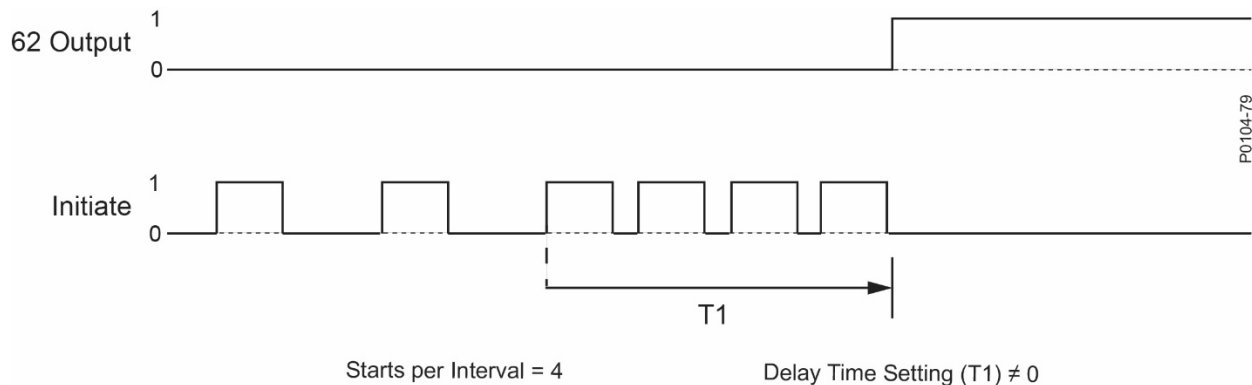 1
62 Output
0
P0104-79
1
Initiate
0
T1
Starts per Interval = 4
Delay Time Setting (T1) ≠ 0